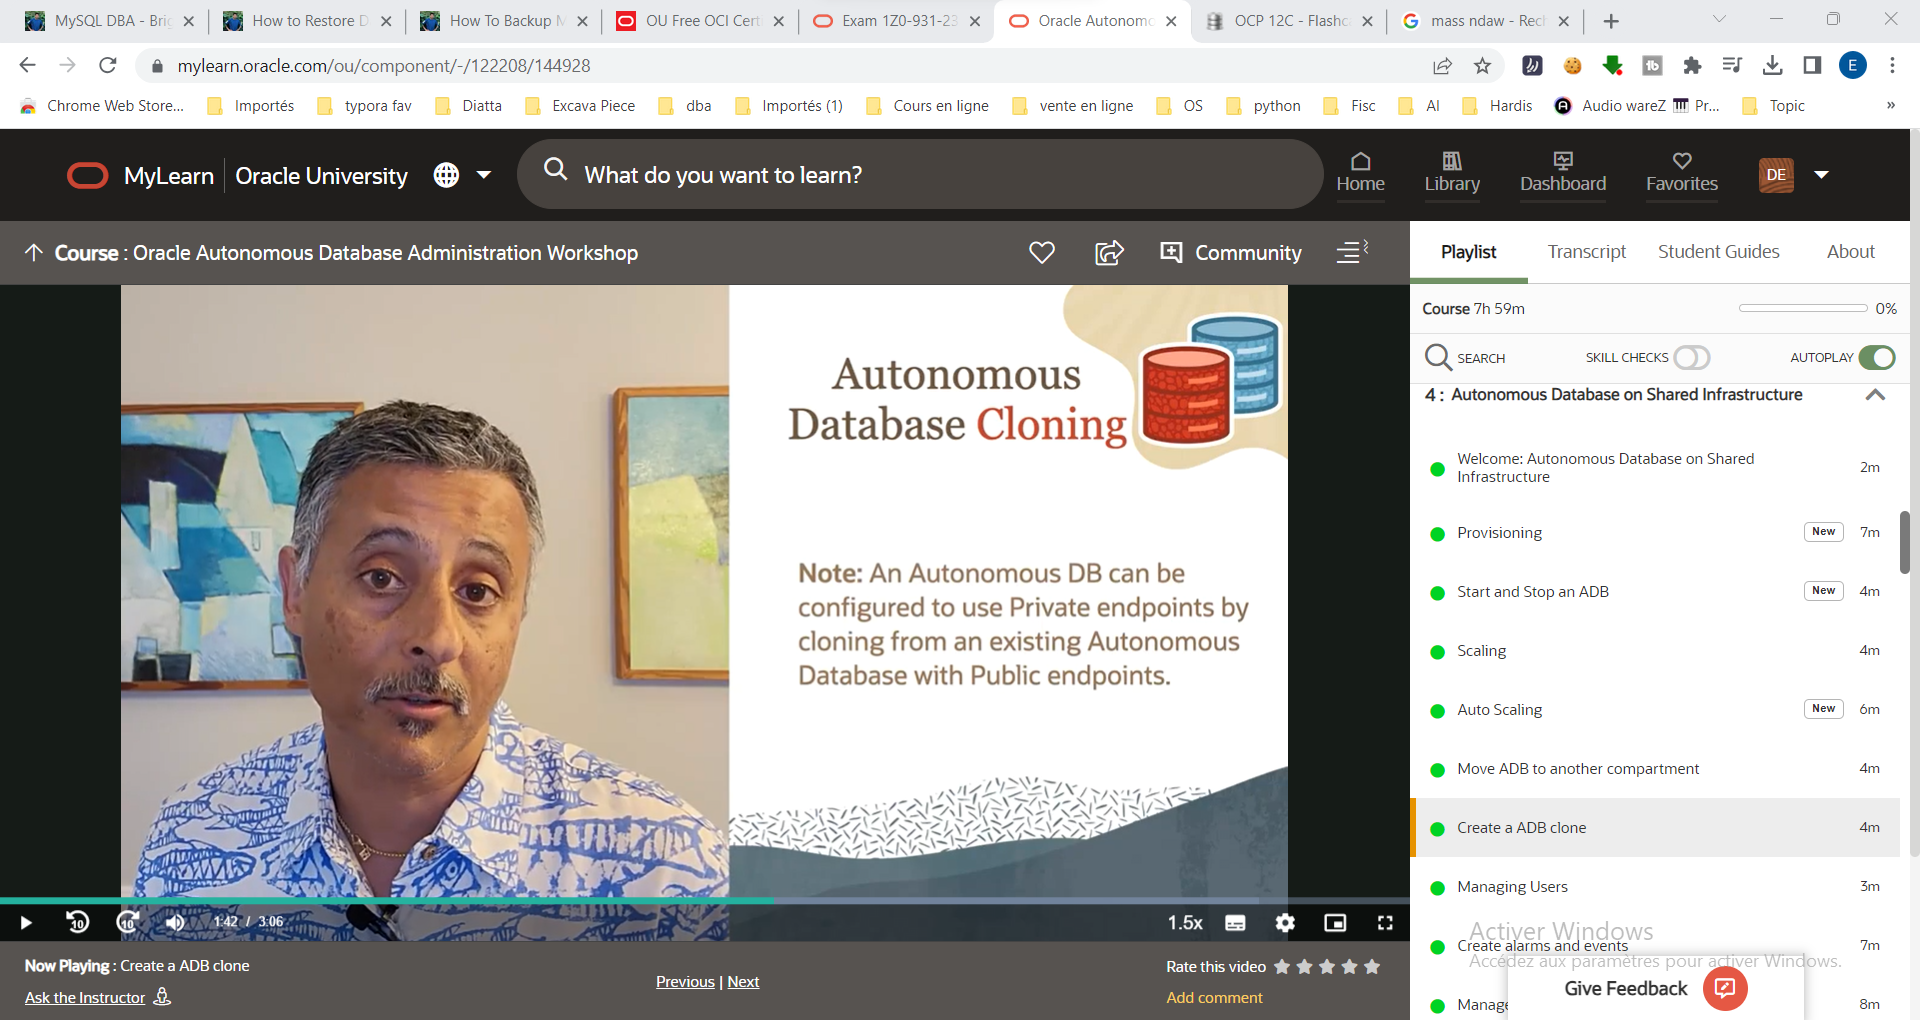 MySQL DBA - Brig
How to Restore D
How To Backup M
OU Free OCI Cert
Exam 1Z0-931-23
Oracle Autonomo
OCP 12C - Flashc
mass ndaw - Rech
mylearn.oracle.com/ou/component/-/122208/144928
E
Chrome Web Store...
Importés
typora fav
Diatta
Excava Piece
dba
Importés (1)
Cours en ligne
vente en ligne
OS
python
Fisc
AI
Hardis
Audio wareZ
Pr...
Topic
»
MyLearn
Oracle University
What do you want to learn?
Home
Library
Dashboard
Favorites
DE
Course : Oracle Autonomous Database Administration Workshop
Community
Playlist
Transcript
Student Guides
About
Course 7h 59m
0%
SEARCH
SKILL CHECKS
AUTOPLAY
Autonomous
Database Cloning
Note: An Autonomous DB can be
configured to use Private endpoints by
cloning from an existing Autonomous
Database with Public endpoints.
4 : Autonomous Database on Shared Infrastructure
Welcome: Autonomous Database on Shared
Infrastructure
2m
Provisioning
New
7m
Start and Stop an ADB
New
4m
Scaling
4m
Auto Scaling
New
6m
Move ADB to another compartment
4m
Create a ADB clone
4m
Managing Users
3m
Create alarms and events
7m
Manage
8m
Activer Windows
Accédez aux paramètres pour activer Windows.
Give Feedback
10
10
1:42 / 3:06
1.5x
Now Playing : Create a ADB clone
Ask the Instructor
Previous | Next
Rate this video
Add comment